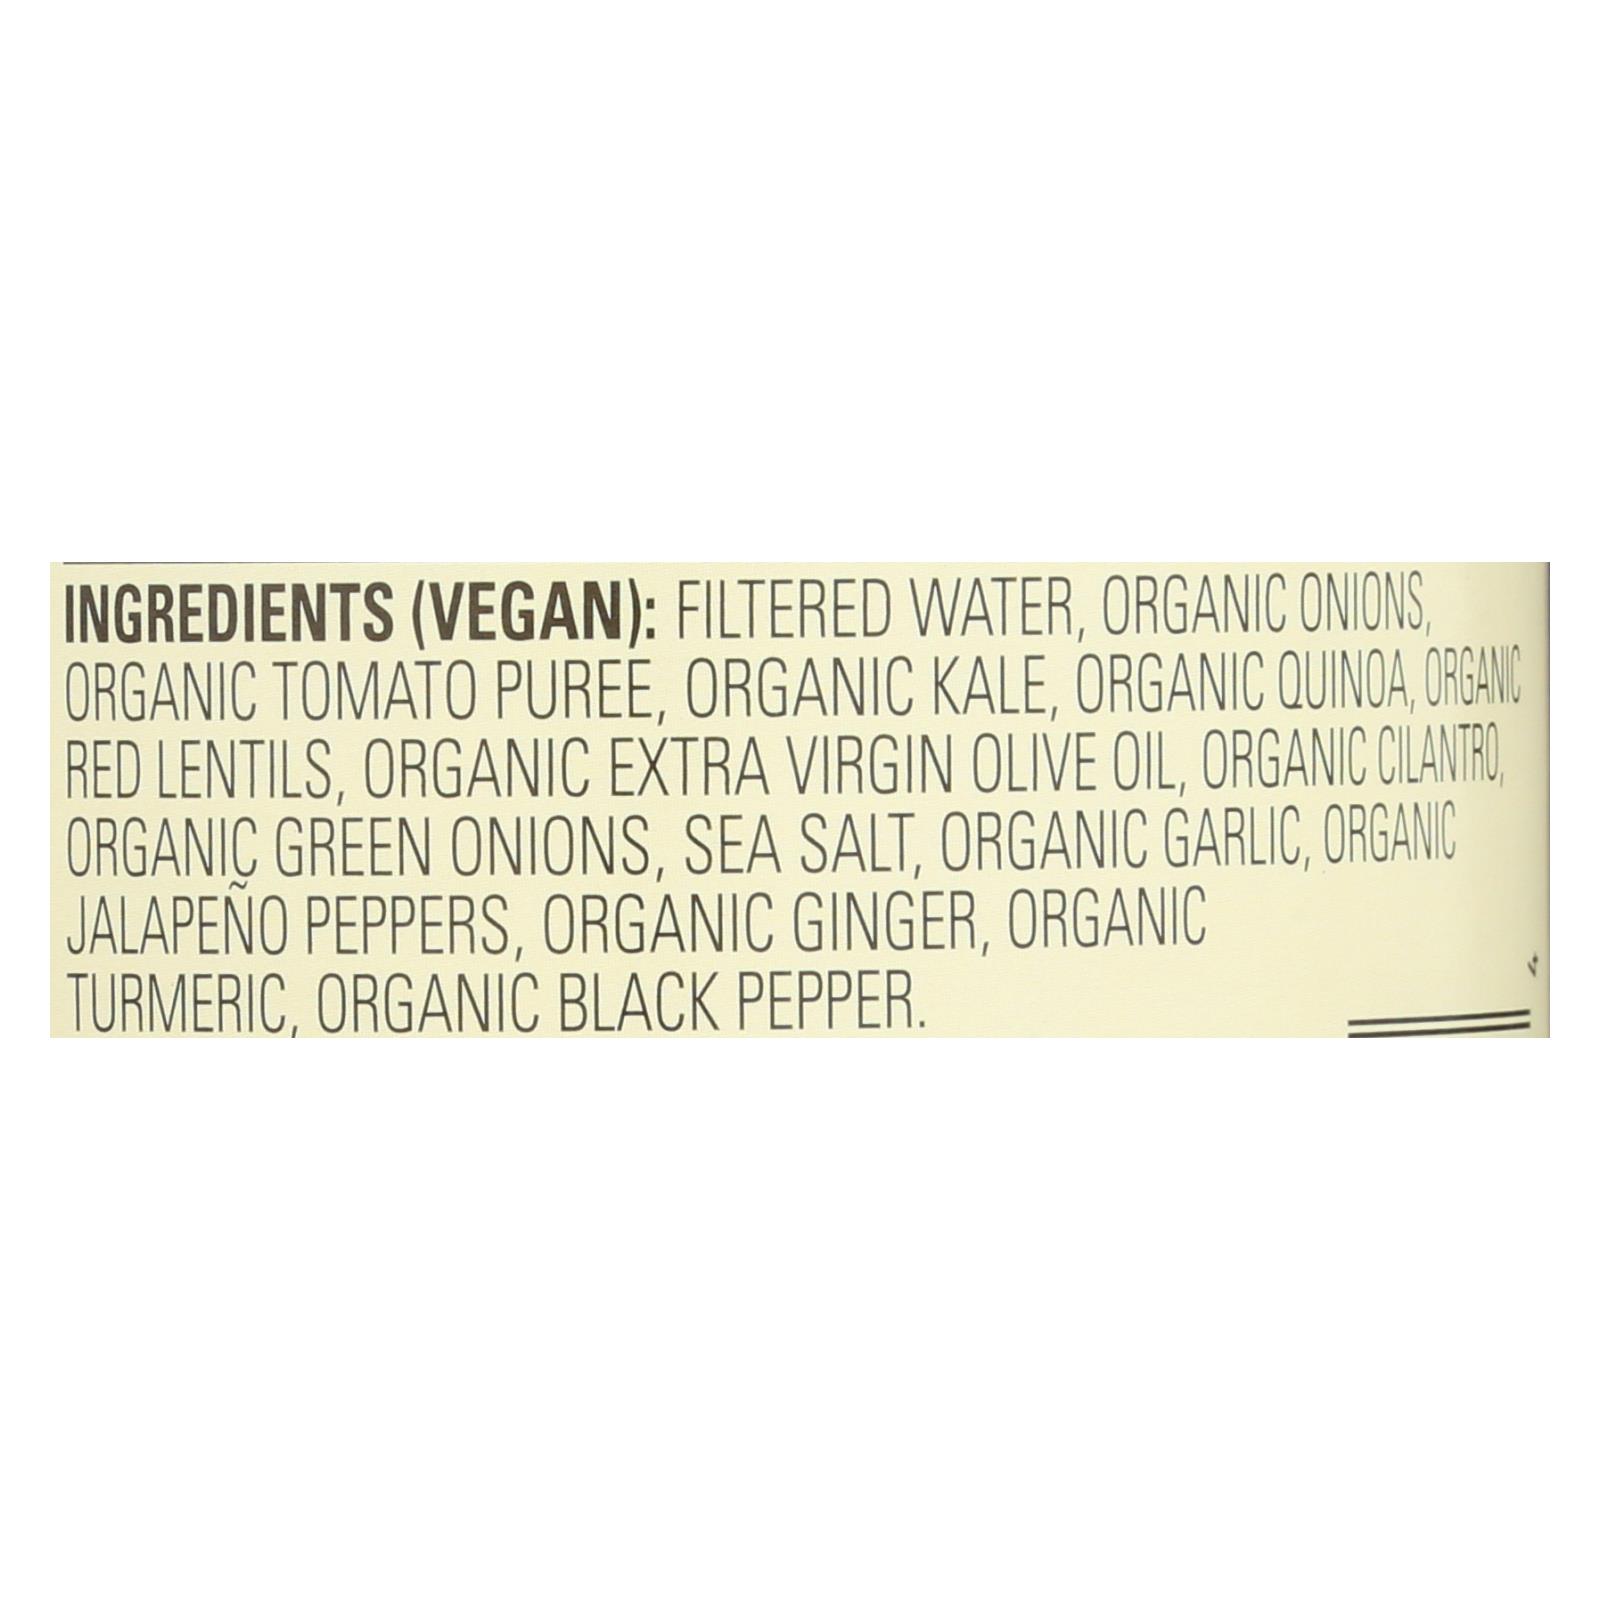 INGREDIENTS (VEGAN): FILTERED WATER, ORGANIC ONIONS,
ORGANIC TOMATO PUREE, ORGANIC KALE, ORGANIC QUINOA, ORGANIC
RED LENTILS, ORGANIC EXTRA VIRGIN OLIVE OIL, ORGANIC CILANTRO,
ORGANIC GREEN ONIONS, SEA SALT, ORGANIC GARLIC, ORGANIC
JALAPEÑO PEPPERS, ORGANIC GINGER, ORGANIC
TURMERIC, ORGANIC BLACK PEPPER.